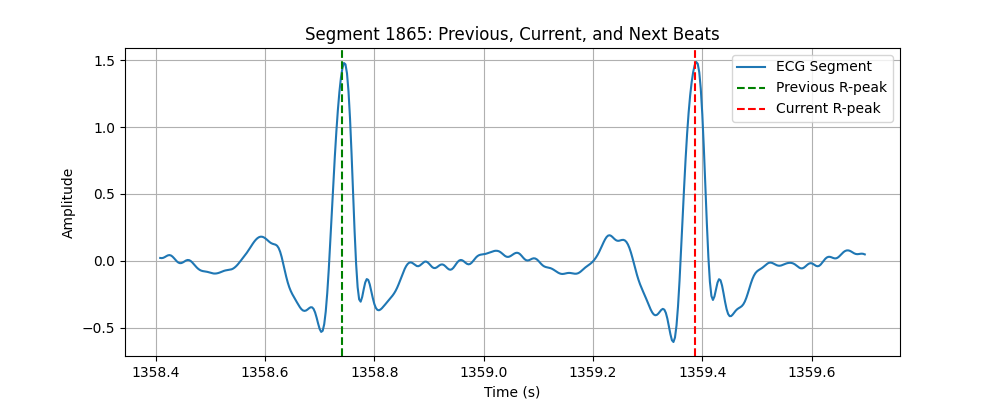 Segment 1865: Previous, Current, and Next Beats
ECG Segment
Previous R-peak
Current R-peak
1.5
1.0
0.5
0.0
−0.5
Amplitude
1358.4 1358.6 1358.8 1359.0 1359.2 1359.4 1359.6
Time (s)